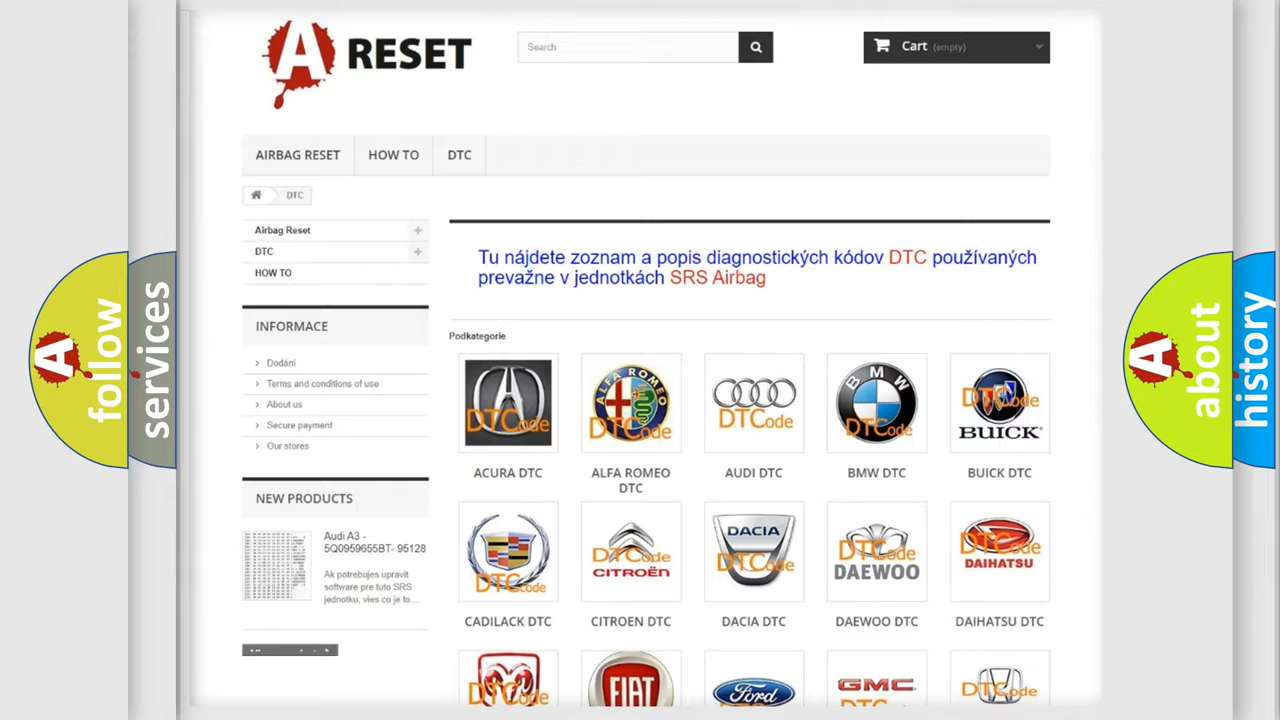 A RESET
Search
Cart (empty)
AIRBAG RESET
HOW TO
DTC
DTC
Airbag Reset
DTC
HOW TO
INFORMACE
Dodání
Terms and conditions of use
About us
Secure payment
Our stores
NEW PRODUCTS
Audi A3 -
5Q0959655BT- 95128
Ak potrebujes upravit
software pre tuto SRS
jednotku, vies co je to...
Tu nájdete zoznam a popis diagnostických kódov DTC používaných
prevažne v jednotkách SRS Airbag
Podkategorie
DTCode
ALFA ROMEO
DTCode
DTCode
BMW
DTCode
DTCode
BUICK
ACURA DTC
ALFA ROMEO
DTC
AUDI DTC
BMW DTC
BUICK DTC
DTCode
DTCode
CITROËN
DACIA
DTCode
DTCode
DAEWOO
DTCode
DAIHATSU
CADILACK DTC
CITROEN DTC
DACIA DTC
DAEWOO DTC
DAIHATSU DTC
DTCode
FIAT
Ford
GMC
DTCode
A follow
services
A about
history